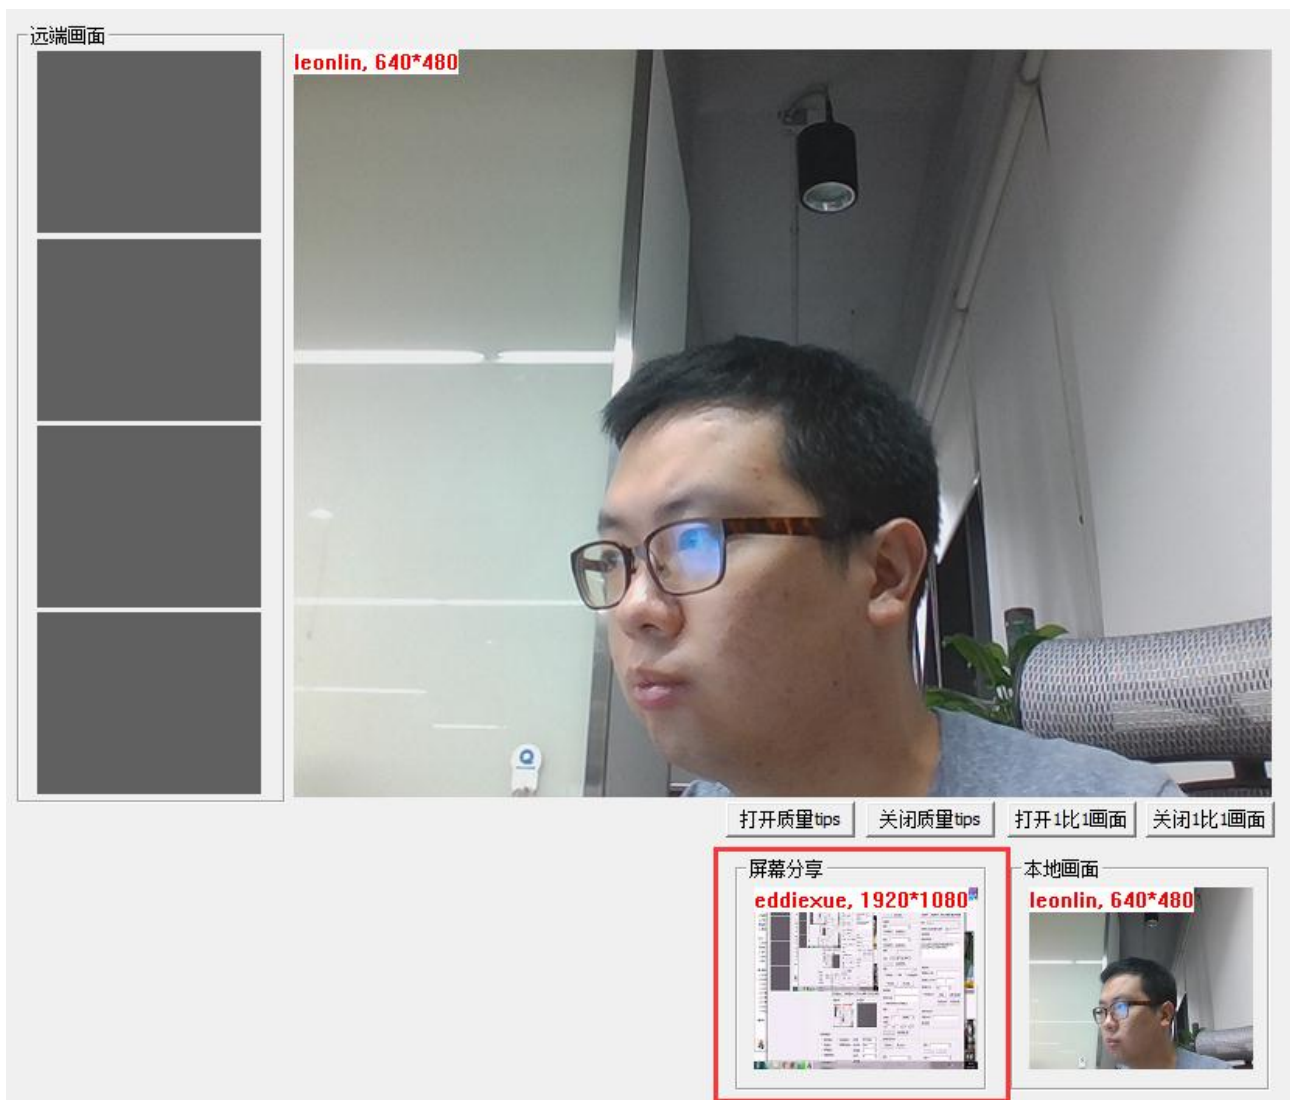 远端画面
leonlin, 640*480
打开质量tips
关闭质量tips
打开1比1画面
关闭1比1画面
屏幕分享
eddiexue, 1920*1080
本地画面
leonlin, 640*480